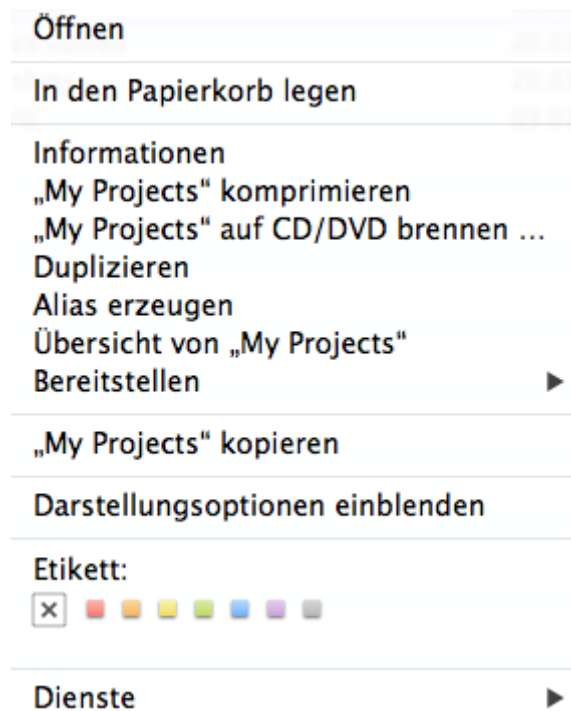 Öffnen
In den Papierkorb legen
Informationen
„My Projects“ komprimieren
„My Projects“ auf CD/DVD brennen ...
Duplizieren
Alias erzeugen
Übersicht von „My Projects“
Bereitstellen
„My Projects“ kopieren
Darstellungsoptionen einblenden
Etikett:
Dienste